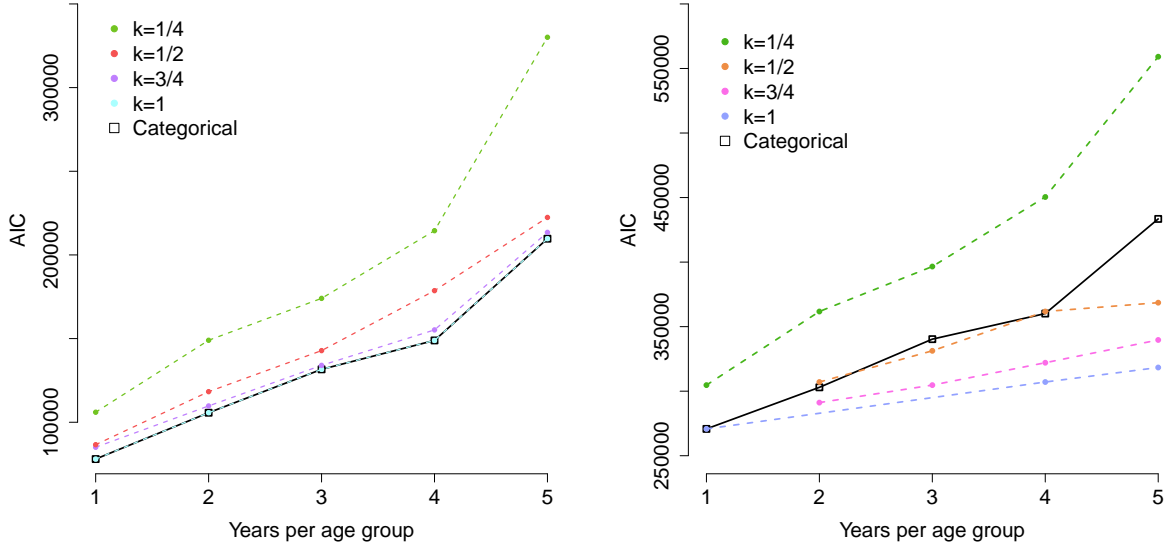 k=1/4
k=1/2
k=3/4
k=1
Categorical
AIC
100000
200000
300000
1 2 3 4 5
Years per age group
k=1/4
k=1/2
k=3/4
k=1
Categorical
AIC
250000
350000
450000
550000
1 2 3 4 5
Years per age group